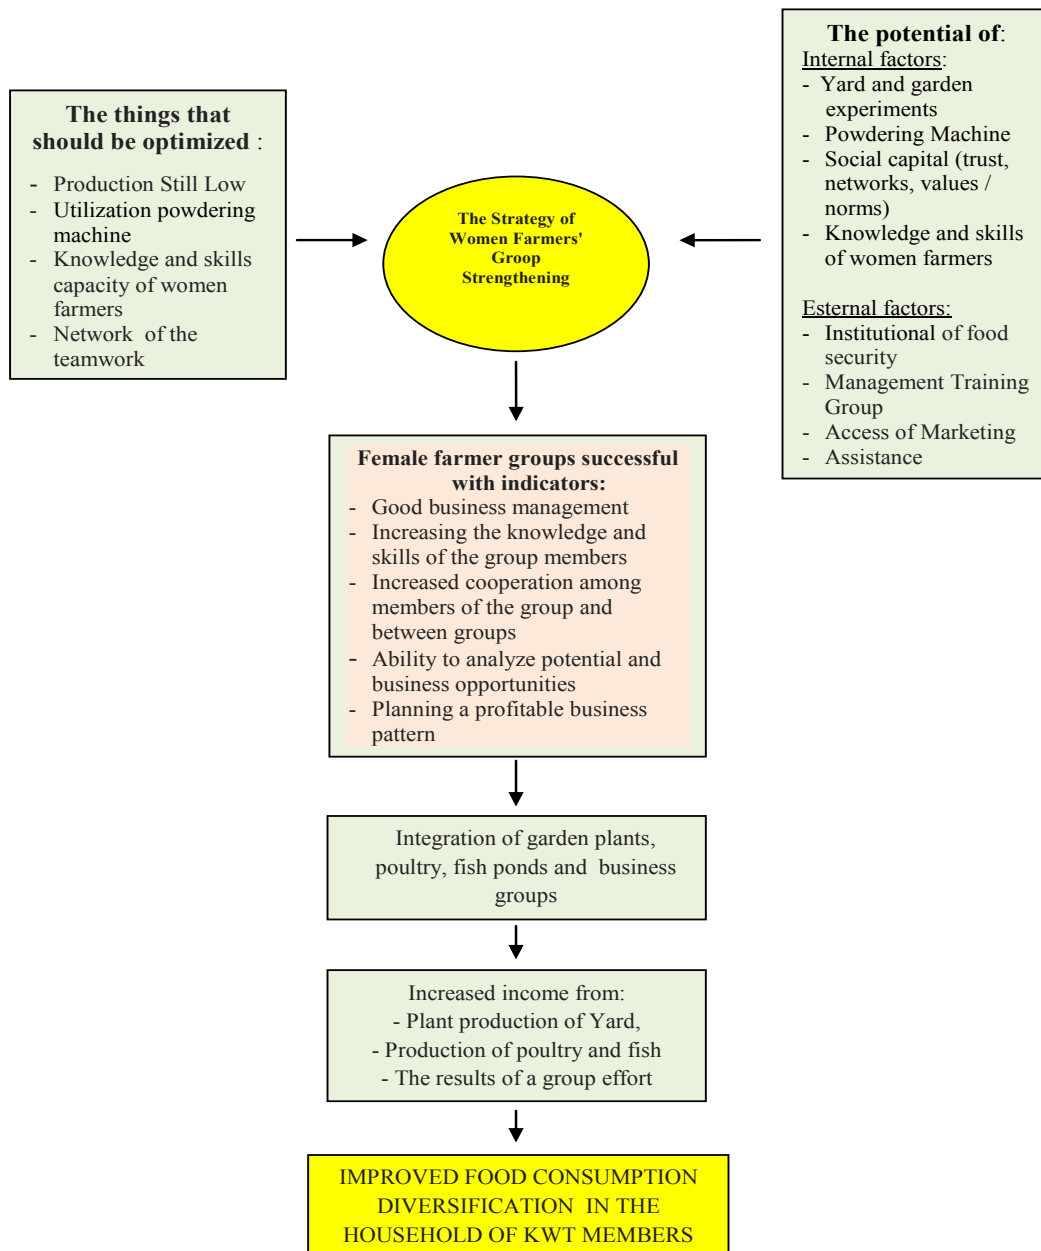 The things that
should be optimized :
- Production Still Low
- Utilization powdering
machine
- Knowledge and skills
capacity of women
farmers
- Network of the
teamwork
The Strategy of
Women Farmers'
Groop
Strengthening
The potential of:
Internal factors:
- Yard and garden
experiments
- Powdering Machine
- Social capital (trust,
networks, values /
norms)
- Knowledge and skills
of women farmers
Esternal factors:
- Institutional of food
security
- Management Training
Group
- Access of Marketing
- Assistance
Female farmer groups successful
with indicators:
- Good business management
- Increasing the knowledge and
skills of the group members
- Increased cooperation among
members of the group and
between groups
- Ability to analyze potential and
business opportunities
- Planning a profitable business
pattern
Integration of garden plants,
poultry, fish ponds and business
groups
Increased income from:
- Plant production of Yard,
- Production of poultry and fish
- The results of a group effort
IMPROVED FOOD CONSUMPTION
DIVERSIFICATION IN THE
HOUSEHOLD OF KWT MEMBERS